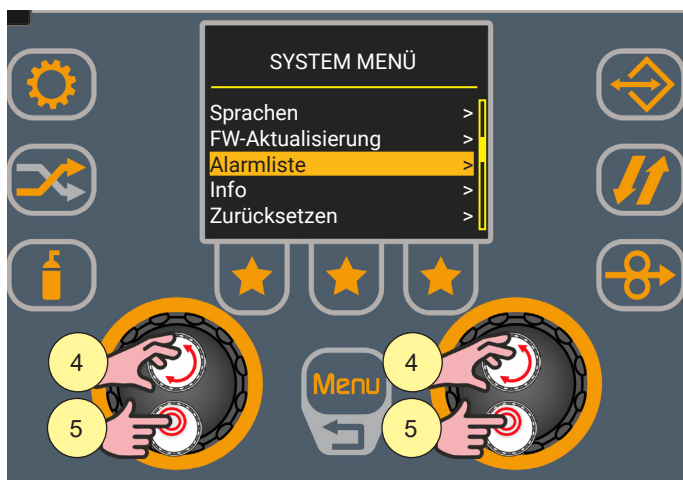 SYSTEM MENÜ
Sprachen >
FW-Aktualisierung >
Alarmliste >
Info >
Zurücksetzen >
4
4
Menu
5
5